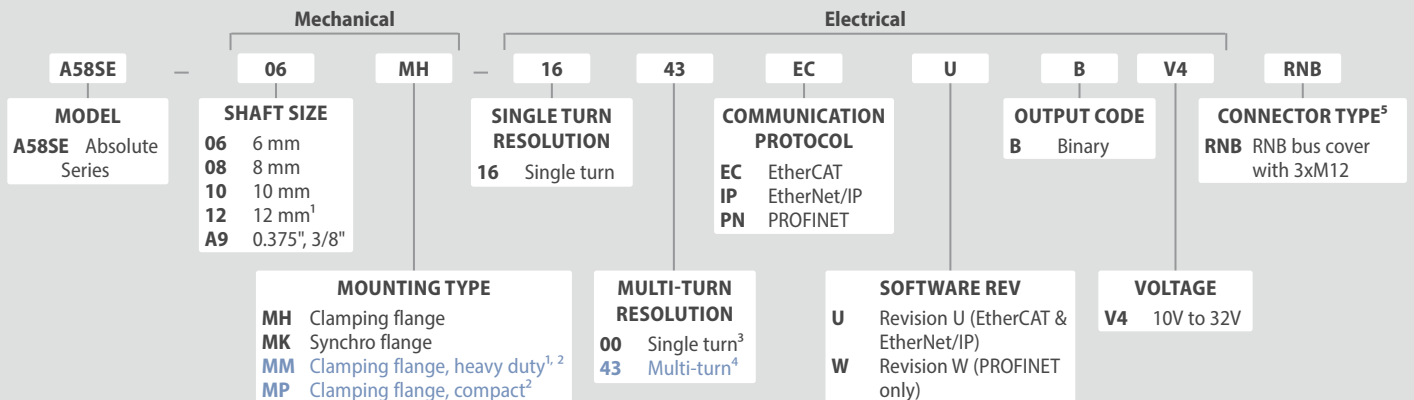 Mechanical
Electrical
A58SE – 06 MH – 16 43 EC U B V4 RNB
MODEL
A58SE Absolute
Series
SHAFT SIZE
06 6 mm
08 8 mm
10 10 mm
12 12 mm¹
A9 0.375", 3/8"
SINGLE TURN
RESOLUTION
16 Single turn
COMMUNICATION
PROTOCOL
EC EtherCAT
IP EtherNet/IP
PN PROFINET
OUTPUT CODE
B Binary
CONNECTOR TYPE⁵
RNB RNB bus cover
with 3xM12
MOUNTING TYPE
MH Clamping flange
MK Synchro flange
MM Clamping flange, heavy duty¹, ²
MP Clamping flange, compact²
MULTI-TURN
RESOLUTION
00 Single turn³
43 Multi-turn⁴
SOFTWARE REV
U Revision U (EtherCAT &
EtherNet/IP)
W Revision W (PROFINET
only)
VOLTAGE
V4 10V to 32V